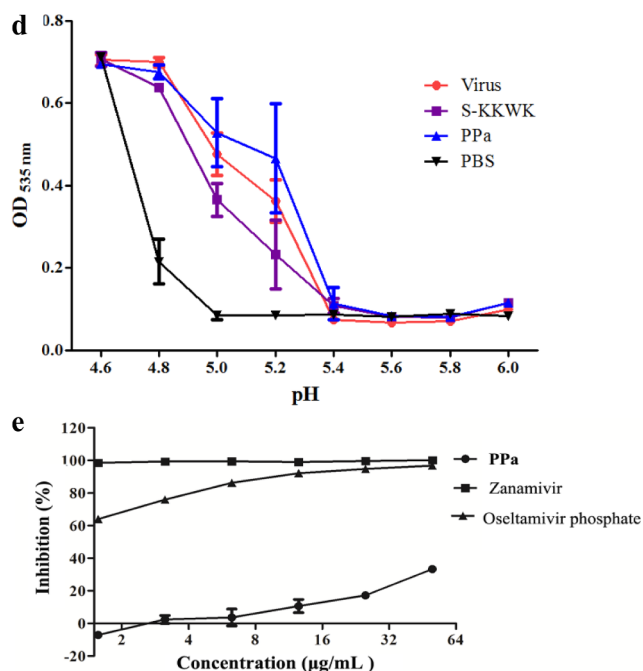 d
0.8
0.6
0.4
0.2
0.0
OD 535 nm
Virus
S-KKWK
PPa
PBS
4.6 4.8 5.0 5.2 5.4 5.6 5.8 6.0
pH
e
120
100
80
60
40
20
0
-20
Inhibition (%)
PPa
Zanamivir
Oseltamivir phosphate
2 4 8 16 32 64
Concentration (µg/mL)